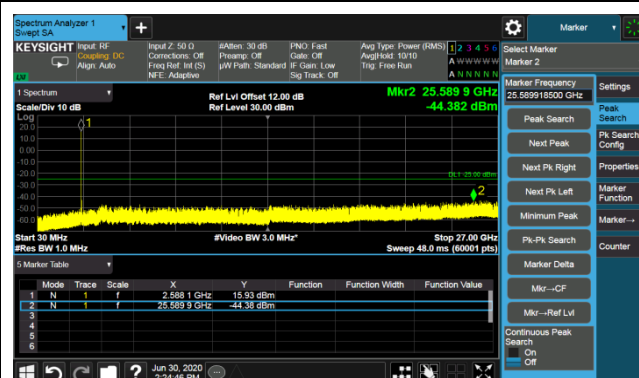 Spectrum Analyzer 1
Swept SA
+
Marker
KEYSIGHT
Input: RF
Coupling: DC
Align: Auto
Input Z: 50 Ω
Corrections: Off
Freq Ref: Int (S)
NFE: Adaptive
#Atten: 30 dB
Preamp: Off
µW Path: Standard
PNO: Fast
Gate: Off
IF Gain: Low
Sig Track: Off
Avg Type: Power (RMS)
Avg|Hold: 10/10
Trig: Free Run
1 2 3 4 5 6
A W W W W W
A N N N N N
LXI
Select Marker
Marker 2
1 Spectrum
Scale/Div 10 dB
Ref Lvl Offset 12.00 dB
Ref Level 30.00 dBm
Mkr2 25.589 9 GHz
-44.382 dBm
Log
20.0
10.0
0.00
-10.0
-20.0
-30.0
-40.0
-50.0
-60.0
1
2
DL1 -25.00 dBm
Start 30 MHz
#Res BW 1.0 MHz
#Video BW 3.0 MHz*
Stop 27.00 GHz
Sweep 48.0 ms (60001 pts)
5 Marker Table
Mode Trace Scale X Y Function Function Width Function Value
1 N 1 f 2.588 1 GHz 15.93 dBm
2 N 1 f 25.589 9 GHz -44.38 dBm
3
4
5
6
Marker Frequency
25.589918500 GHz
Peak Search
Next Peak
Next Pk Right
Next Pk Left
Minimum Peak
Pk-Pk Search
Marker Delta
Mkr→CF
Mkr→Ref Lvl
Continuous Peak
Search
On
Off
Settings
Peak
Search
Pk Search
Config
Properties
Marker
Function
Marker→
Counter
?
Jun 30, 2020
2:24:46 PM